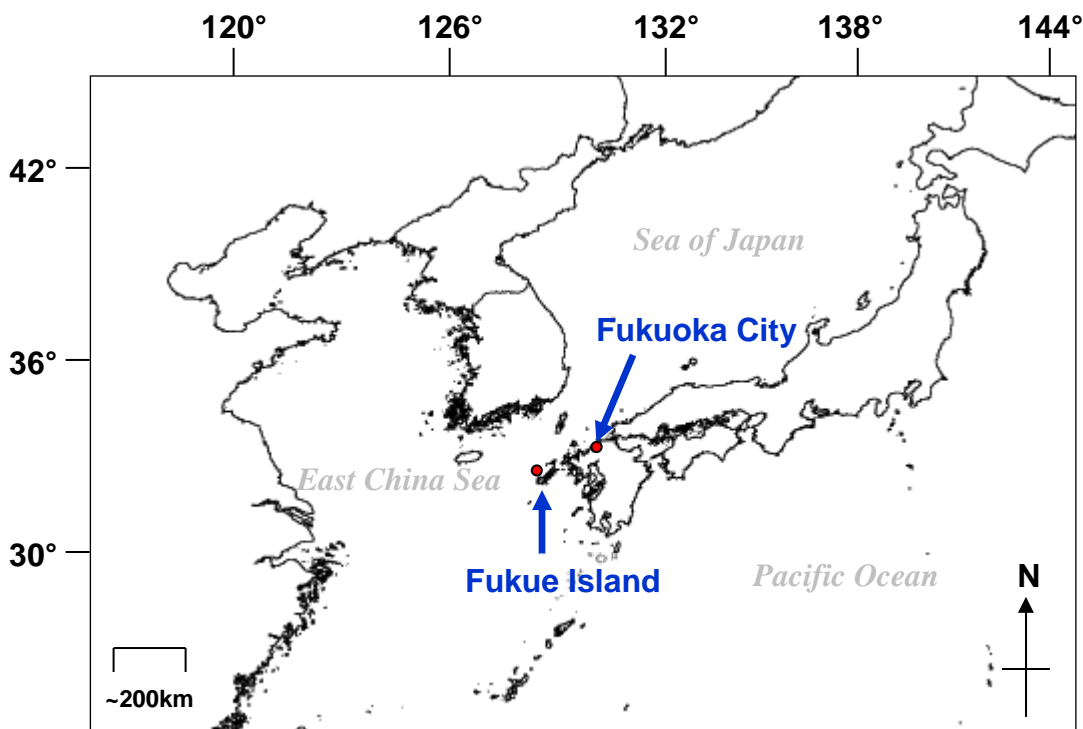 120°
126°
132°
138°
144°
42°
Sea of Japan
Fukuoka City
36°
East China Sea
30°
Fukue Island
Pacific Ocean
N
~200km